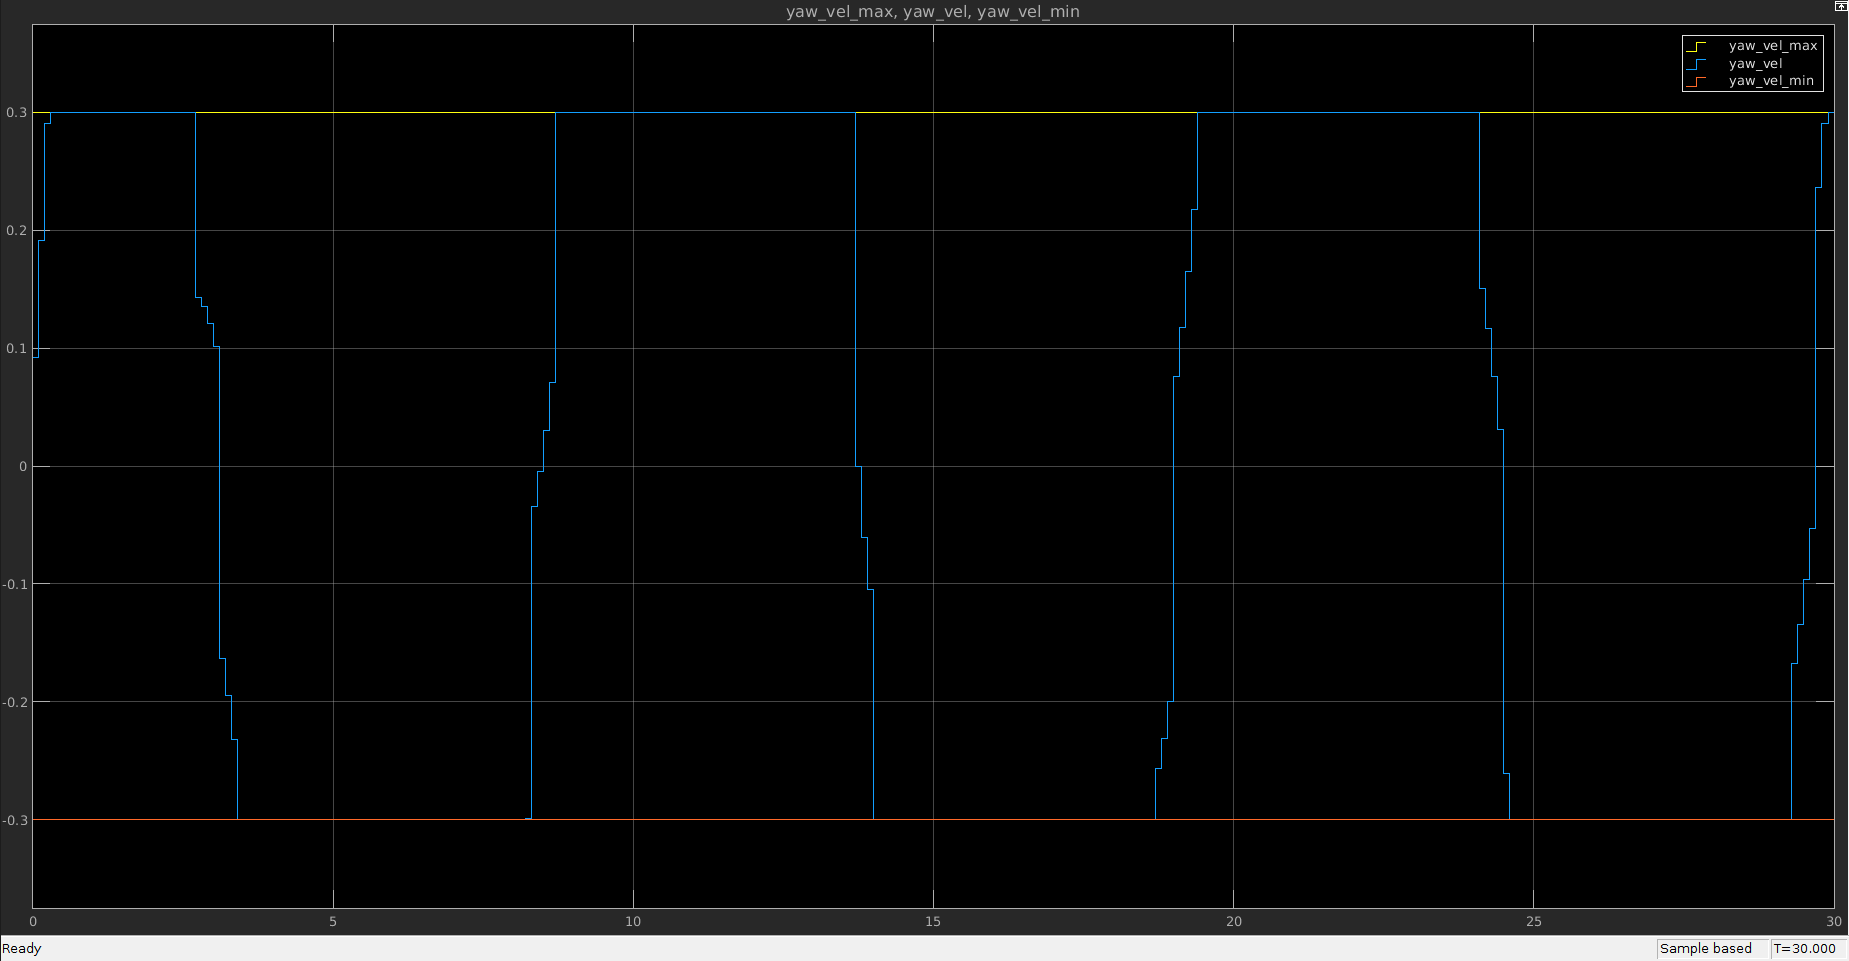 yaw_vel_max, yaw_vel, yaw_vel_min
yaw_vel_max
yaw_vel
yaw_vel_min
0.3
0.2
0.1
0
-0.1
-0.2
-0.3
0 5 10 15 20 25 30
Ready Sample based T=30.000